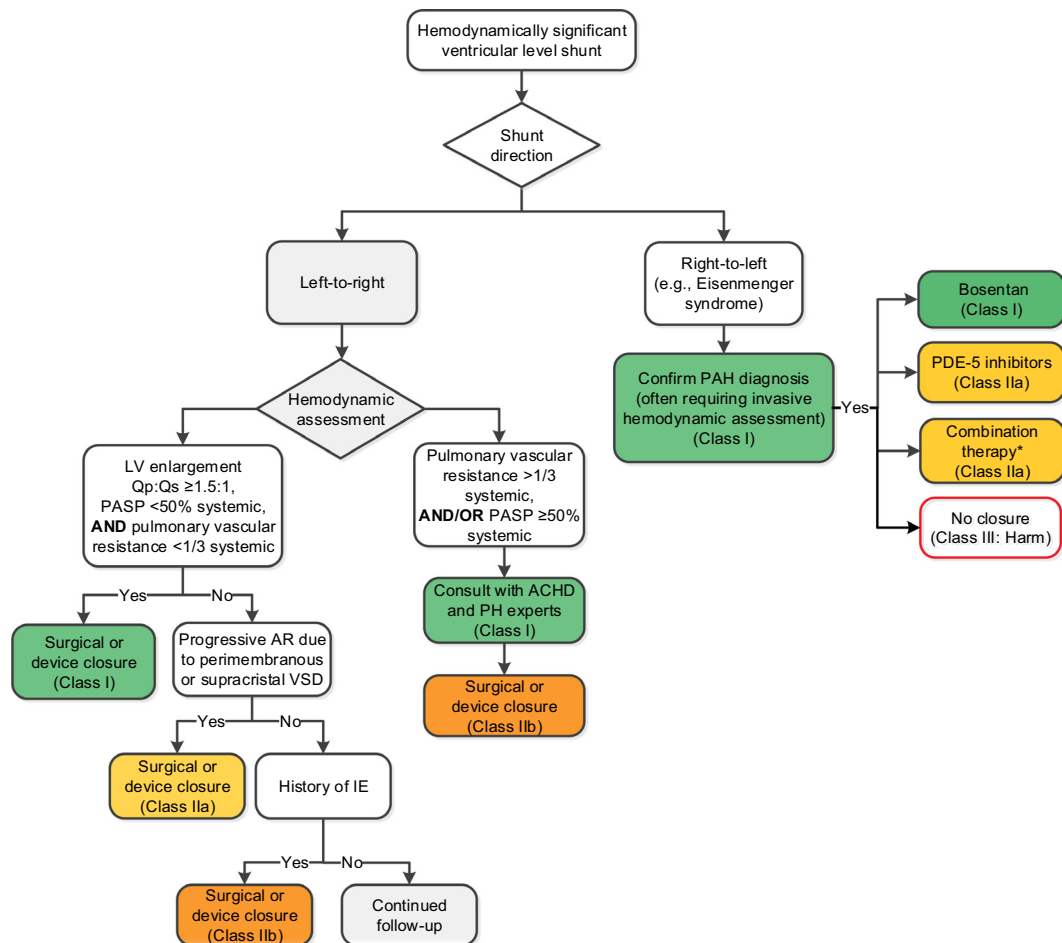 Hemodynamically significant
ventricular level shunt
Shunt
direction
Left-to-right
Right-to-left
(e.g., Eisenmenger
syndrome)
Hemodynamic
assessment
Confirm PAH diagnosis
(often requiring invasive
hemodynamic assessment)
(Class I)
Yes
Bosentan
(Class I)
PDE-5 inhibitors
(Class IIa)
Combination
therapy*
(Class IIa)
No closure
(Class III: Harm)
LV enlargement
Qp:Qs ≥1.5:1,
PASP <50% systemic,
AND pulmonary vascular
resistance <1/3 systemic
Pulmonary vascular
resistance >1/3
systemic,
AND/OR PASP ≥50%
systemic
Yes
No
Consult with ACHD
and PH experts
(Class I)
Surgical or
device closure
(Class I)
Progressive AR due
to perimembranous
or supracristal VSD
Surgical or
device closure
(Class IIb)
Yes
No
Surgical or
device closure
(Class IIa)
History of IE
Yes
No
Surgical or
device closure
(Class IIb)
Continued
follow-up